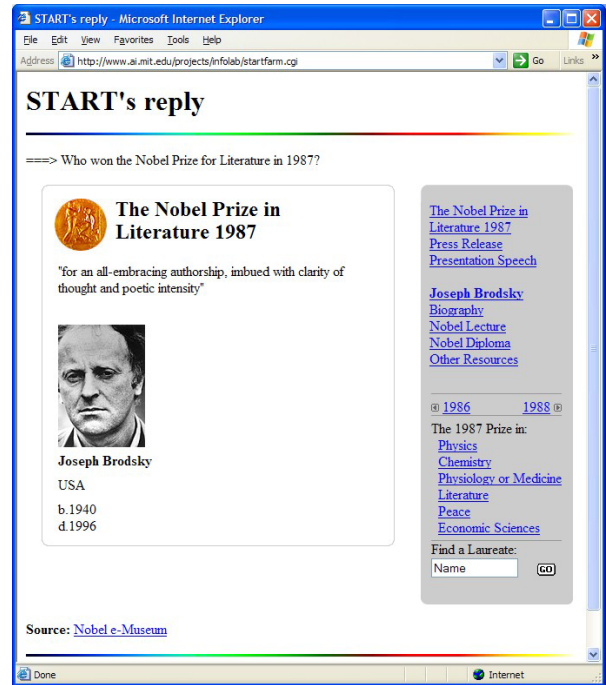 START's reply - Microsoft Internet Explorer
File Edit View Favorites Tools Help
Address http://www.ai.mit.edu/projects/infolab/startfarm.cgi Go Links »
START's reply
===> Who won the Nobel Prize for Literature in 1987?
The Nobel Prize in
Literature 1987
"for an all-embracing authorship, imbued with clarity of
thought and poetic intensity"
Joseph Brodsky
USA
b.1940
d.1996
The Nobel Prize in
Literature 1987
Press Release
Presentation Speech
Joseph Brodsky
Biography
Nobel Lecture
Nobel Diploma
Other Resources
1986 1988
The 1987 Prize in:
Physics
Chemistry
Physiology or Medicine
Literature
Peace
Economic Sciences
Find a Laureate:
Name GO
Source: Nobel e-Museum
Done Internet